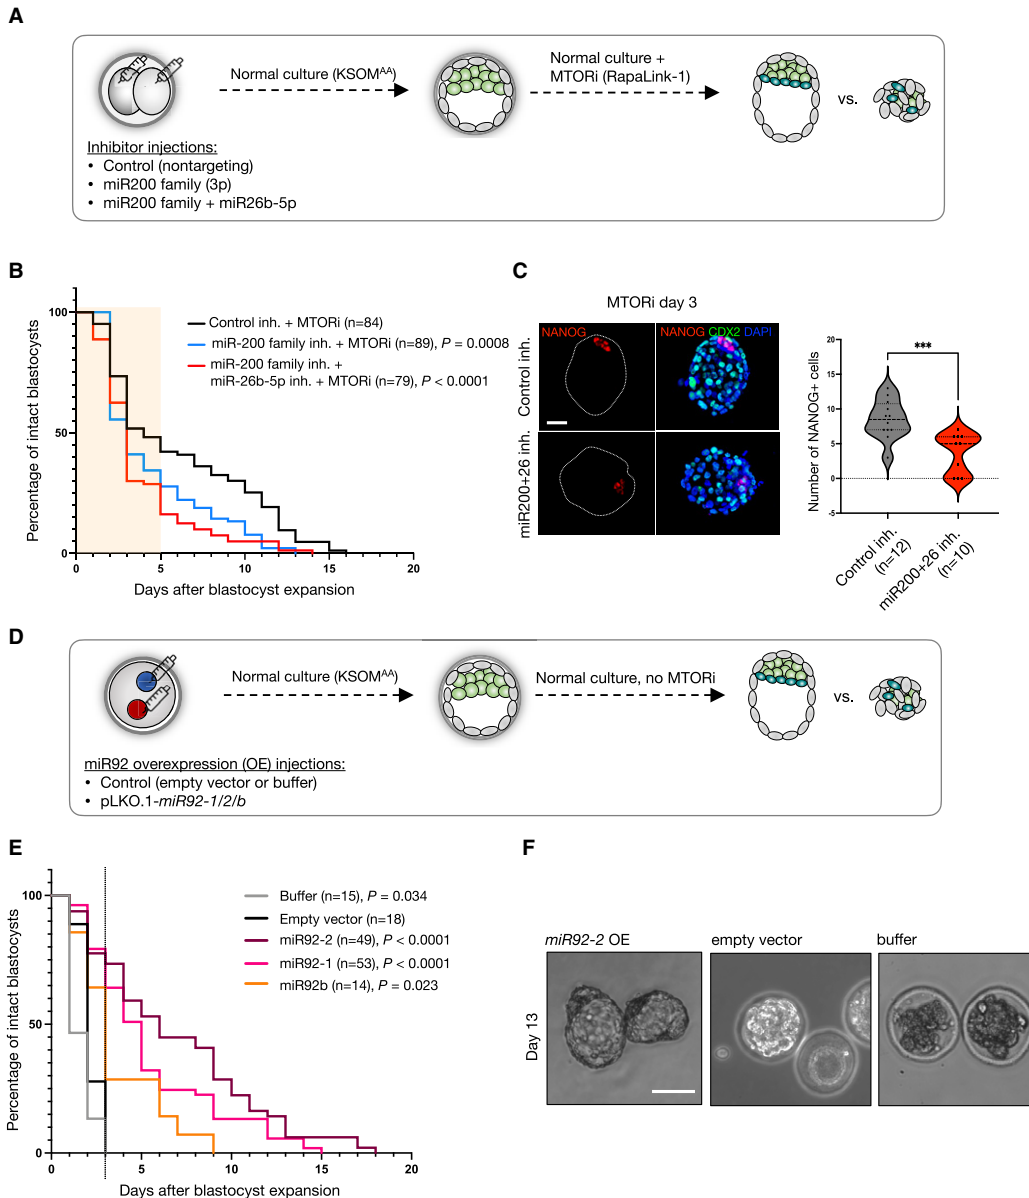 A
Normal culture (KSOMᴬᴬ)
Normal culture +
MTORi (RapaLink-1)
vs.
Inhibitor injections:
• Control (nontargeting)
• miR200 family (3p)
• miR200 family + miR26b-5p
B
Percentage of intact blastocysts
100
50
0
0
5
10
15
20
Days after blastocyst expansion
Control inh. + MTORi (n=84)
miR-200 family inh. + MTORi (n=89), P = 0.0008
miR-200 family inh. +
miR-26b-5p inh. + MTORi (n=79), P < 0.0001
C
MTORi day 3
NANOG
NANOG CDX2 DAPI
Control inh.
miR200+26 inh.
Number of NANOG+ cells
20
15
10
5
0
-5
***
Control inh.
(n=12)
miR200+26 inh.
(n=10)
D
Normal culture (KSOMᴬᴬ)
Normal culture, no MTORi
vs.
miR92 overexpression (OE) injections:
• Control (empty vector or buffer)
• pLKO.1-miR92-1/2/b
E
Percentage of intact blastocysts
100
50
0
0
5
10
15
20
Days after blastocyst expansion
Buffer (n=15), P = 0.034
Empty vector (n=18)
miR92-2 (n=49), P < 0.0001
miR92-1 (n=53), P < 0.0001
miR92b (n=14), P = 0.023
F
miR92-2 OE
empty vector
buffer
Day 13